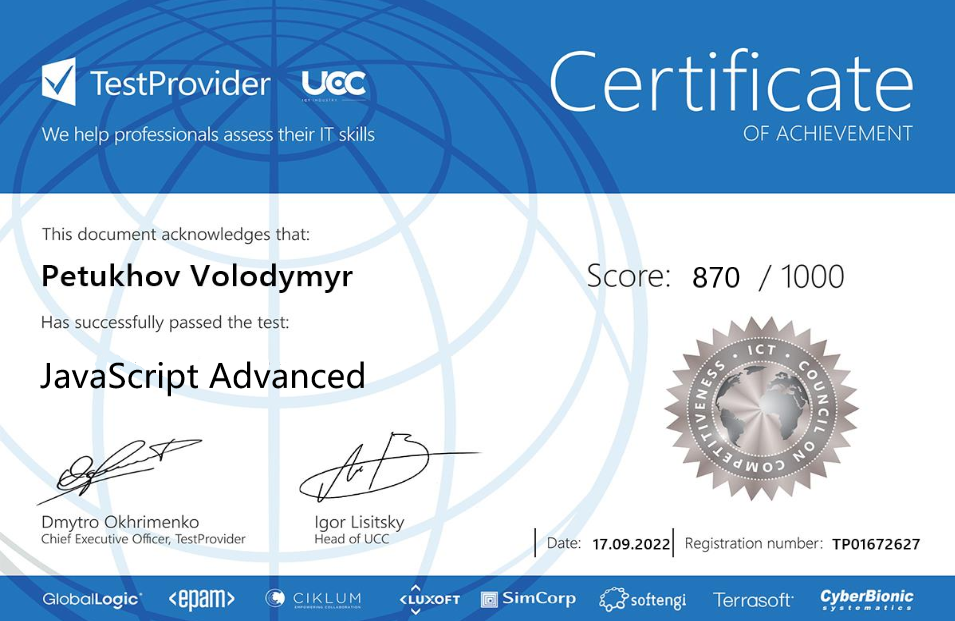 TestProvider UCC
We help professionals assess their IT skills
Certificate
OF ACHIEVEMENT
This document acknowledges that:
Petukhov Volodymyr
Has successfully passed the test:
JavaScript Advanced
Score: 870 / 1000
ICT • COUNCIL ON COMPETITIVENESS •
Dmytro Okhrimenko
Chief Executive Officer, TestProvider
Igor Lisitsky
Head of UCC
Date: 17.09.2022
Registration number: TP01672627
GlobalLogic <epam> CIKLUM <LUXOFT SimCorp softengi Terrasoft CyberBionic
EMPOWERING COLLABORATION
systematics